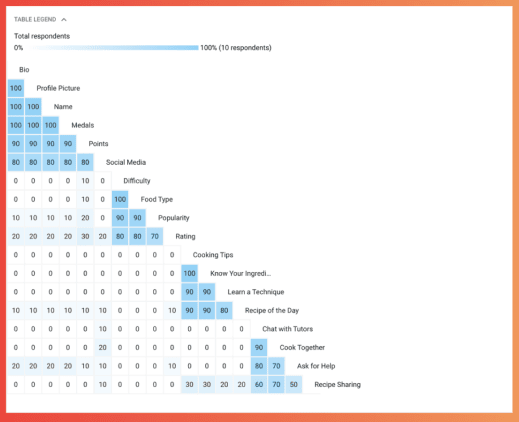 TABLE LEGEND
Total respondents
0% 100% (10 respondents)
Bio
100 Profile Picture
100 100 Name
100 100 100 Medals
90 90 90 90 Points
80 80 80 80 80 Social Media
0 0 0 0 10 0 Difficulty
0 0 0 0 10 0 100 Food Type
10 10 10 10 20 0 90 90 Popularity
20 20 20 20 30 20 80 80 70 Rating
0 0 0 0 0 0 0 0 0 0 Cooking Tips
0 0 0 0 0 0 0 0 0 0 100 Know Your Ingredi...
0 0 0 0 0 0 0 0 0 0 90 90 Learn a Technique
10 10 10 10 10 10 0 0 0 10 90 90 80 Recipe of the Day
0 0 0 0 0 10 0 0 0 0 0 0 0 0 Chat with Tutors
0 0 0 0 0 20 0 0 0 0 0 0 0 0 90 Cook Together
20 20 20 20 10 10 0 0 0 10 0 0 0 0 80 70 Ask for Help
0 0 0 0 0 10 0 0 0 0 30 30 20 20 60 70 50 Recipe Sharing